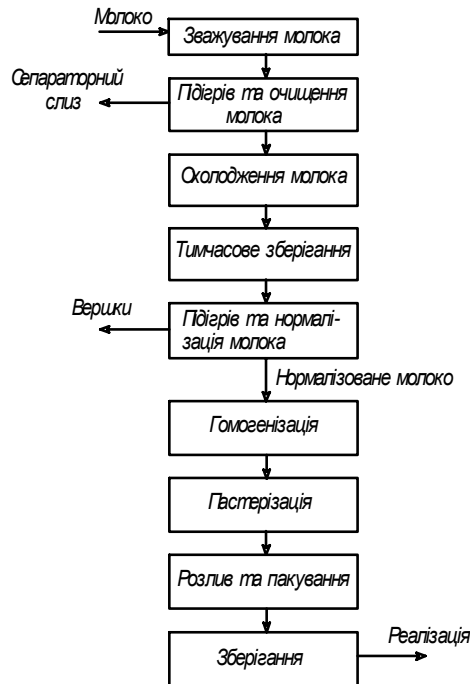 Молоко
Зважування молока
Сепараторний
слиз
Підігрів та очищення
молока
Охолодження молока
Тимчасове зберігання
Вершки
Підігрів та нормалі-
зація молока
Нормалізоване молоко
Гомогенізація
Пастерізація
Розлив та пакування
Зберігання
Реалізація